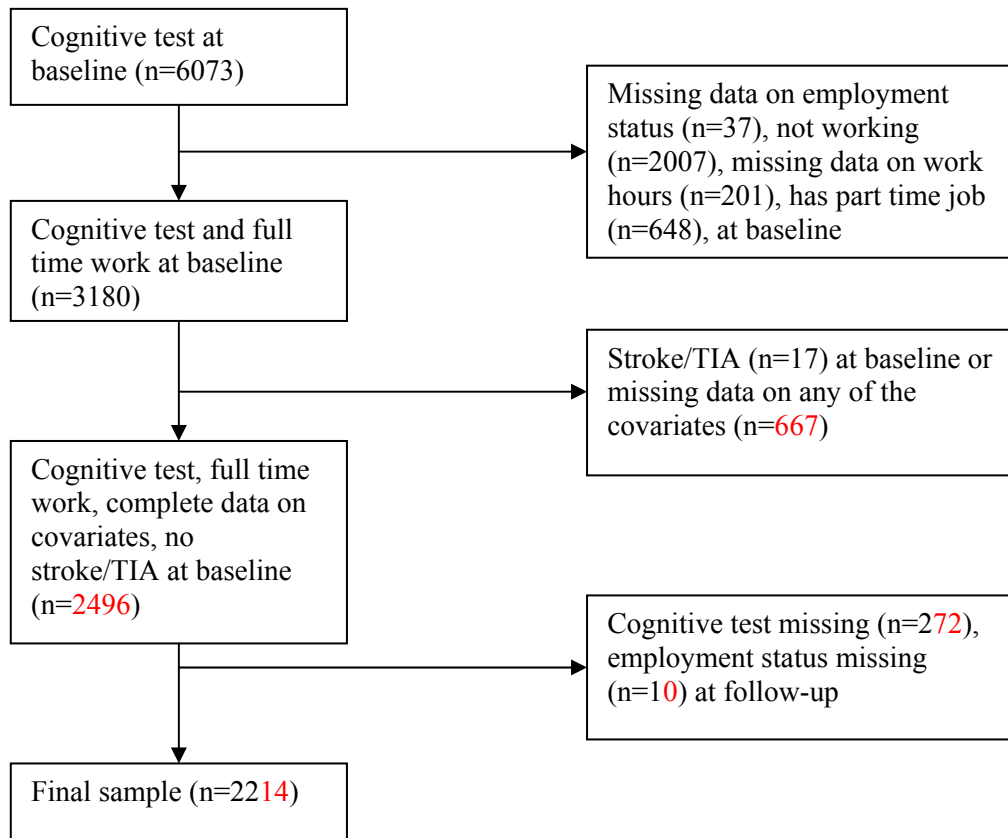 Cognitive test at
baseline (n=6073)
Missing data on employment
status (n=37), not working
(n=2007), missing data on work
hours (n=201), has part time job
(n=648), at baseline
Cognitive test and full
time work at baseline
(n=3180)
Stroke/TIA (n=17) at baseline or
missing data on any of the
covariates (n=667)
Cognitive test, full time
work, complete data on
covariates, no
stroke/TIA at baseline
(n=2496)
Cognitive test missing (n=272),
employment status missing
(n=10) at follow-up
Final sample (n=2214)